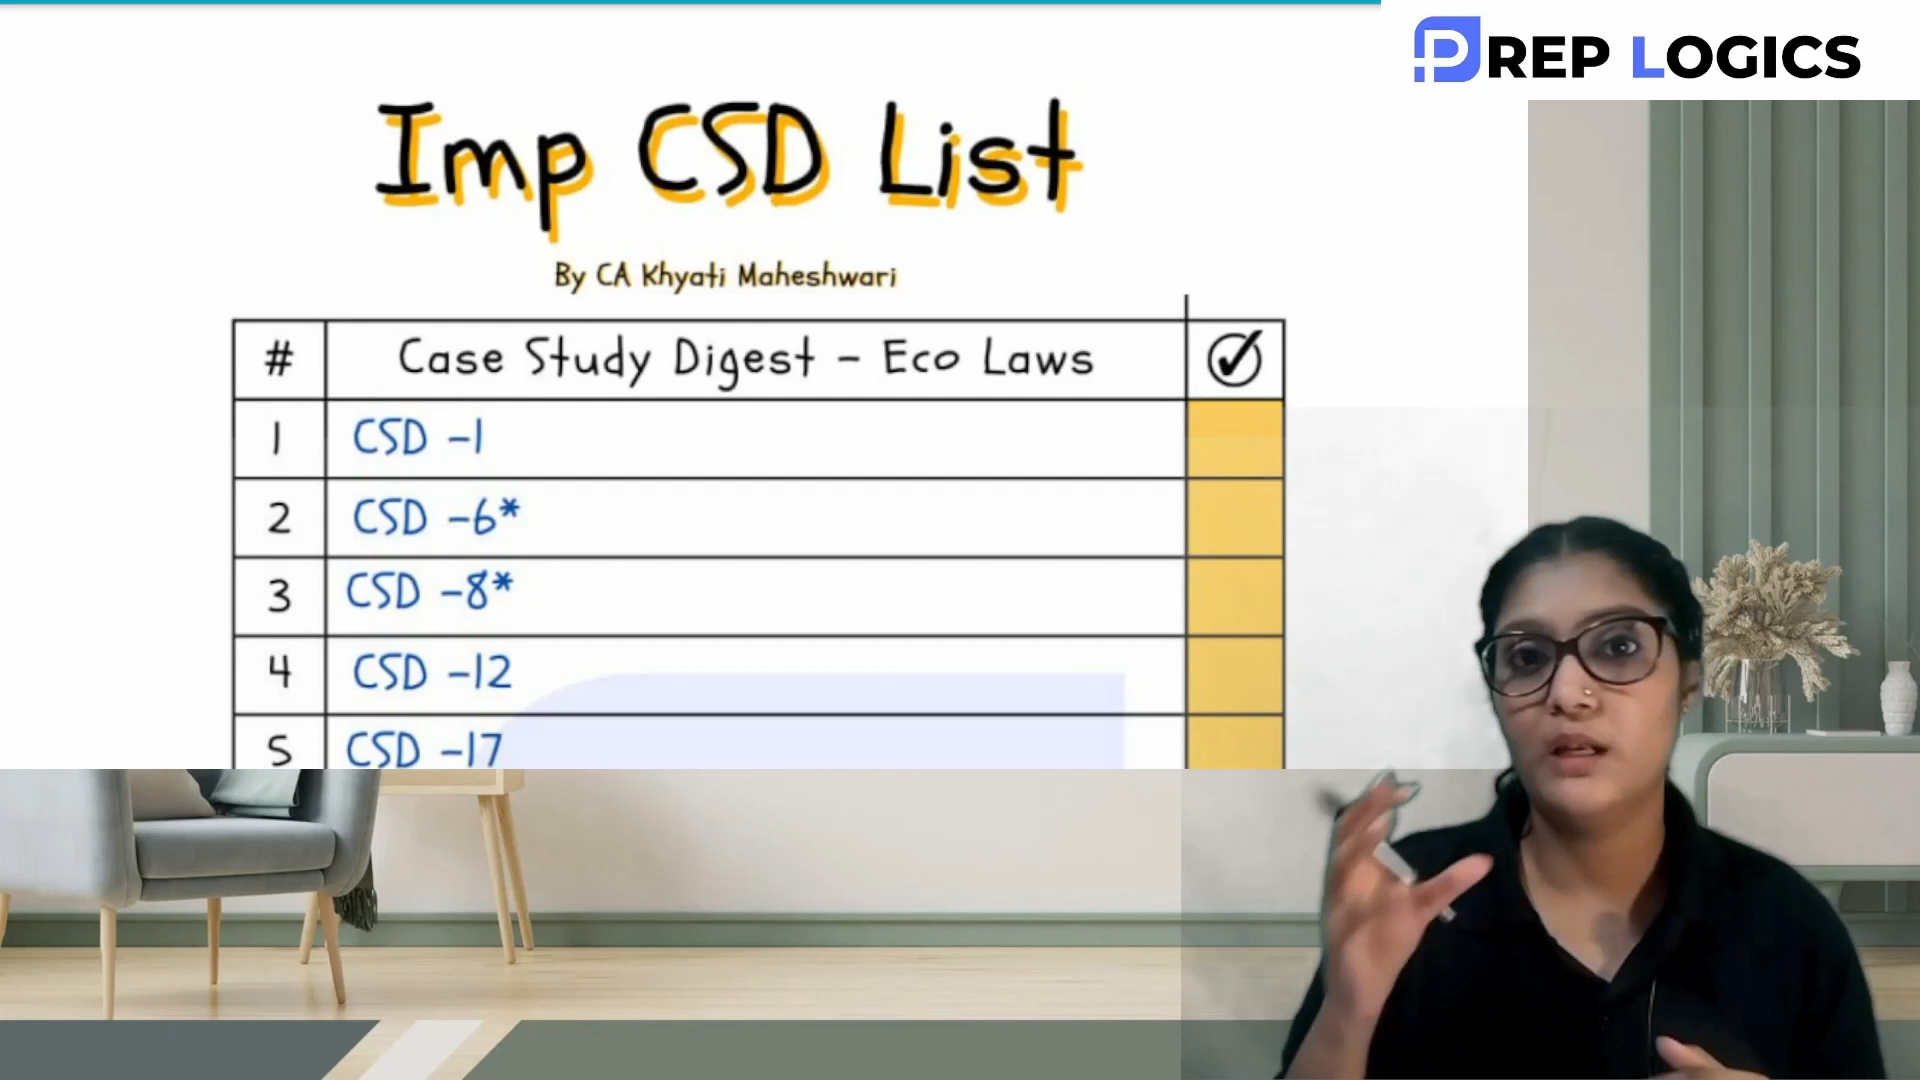 PREP LOGICS
Imp CSD List
By CA Khyati Maheshwari
# Case Study Digest - Eco Laws
1 CSD -1
2 CSD -6*
3 CSD -8*
4 CSD -12
5 CSD -17